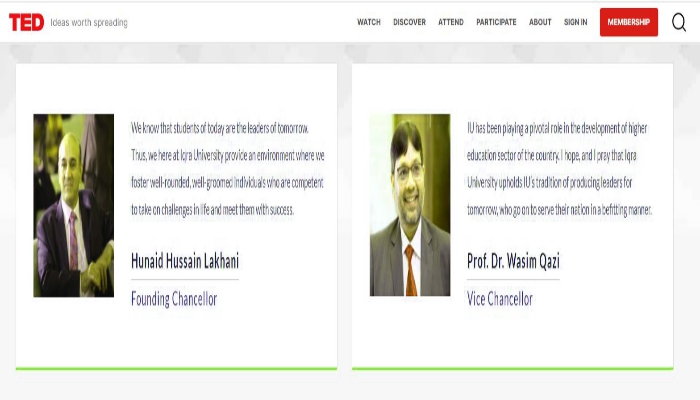 TED Ideas worth spreading WATCH DISCOVER ATTEND PARTICIPATE ABOUT SIGN IN MEMBERSHIP
We know that students of today are the leaders of tomorrow.
Thus, we here at Iqra University provide an environment where we
foster well-rounded, well-groomed individuals who are competent
to take on challenges in life and meet them with success.
Hunaid Hussain Lakhani
Founding Chancellor
IU has been playing a pivotal role in the development of higher
education sector of the country. I hope, and I pray that Iqra
University upholds IU's tradition of producing leaders for
tomorrow, who go on to serve their nation in a befitting manner.
Prof. Dr. Wasim Qazi
Vice Chancellor